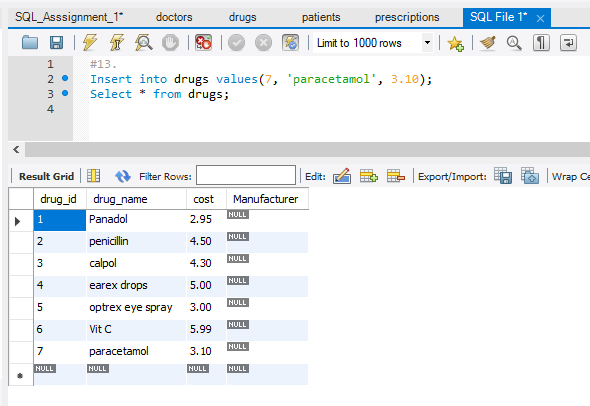 SQL_Asssignment_1* doctors drugs patients prescriptions SQL File 1*
Limit to 1000 rows
1 #13.
2 Insert into drugs values(7, 'paracetamol', 3.10);
3 Select * from drugs;
4
Result Grid Filter Rows: Edit: Export/Import: Wrap Ce
drug_id drug_name cost Manufacturer
1 Panadol 2.95 NULL
2 penicillin 4.50 NULL
3 calpol 4.30 NULL
4 earex drops 5.00 NULL
5 optrex eye spray 3.00 NULL
6 Vit C 5.99 NULL
7 paracetamol 3.10 NULL
NULL NULL NULL NULL